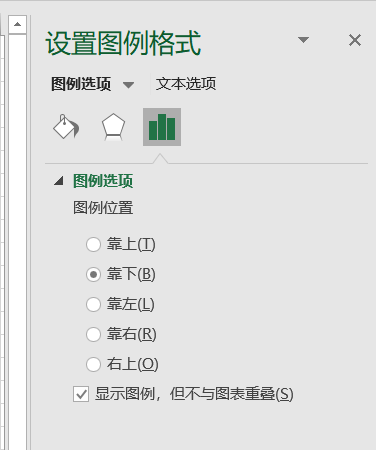 设置图例格式
图例选项 文本选项
图例选项
图例位置
靠上(T)
靠下(B)
靠左(L)
靠右(R)
右上(O)
显示图例，但不与图表重叠(S)